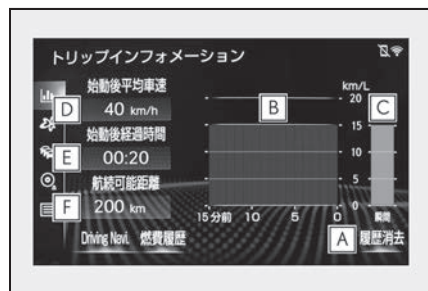 トリップインフォメーション
始動後平均車速
D 40 km/h
始動後経過時間
E 00:20
航続可能距離
F 200 km
Driving Navi. 燃費履歴
B
km/L
C
20
15
10
5
0
15分前 10 5 0 瞬間
A 履歴消去